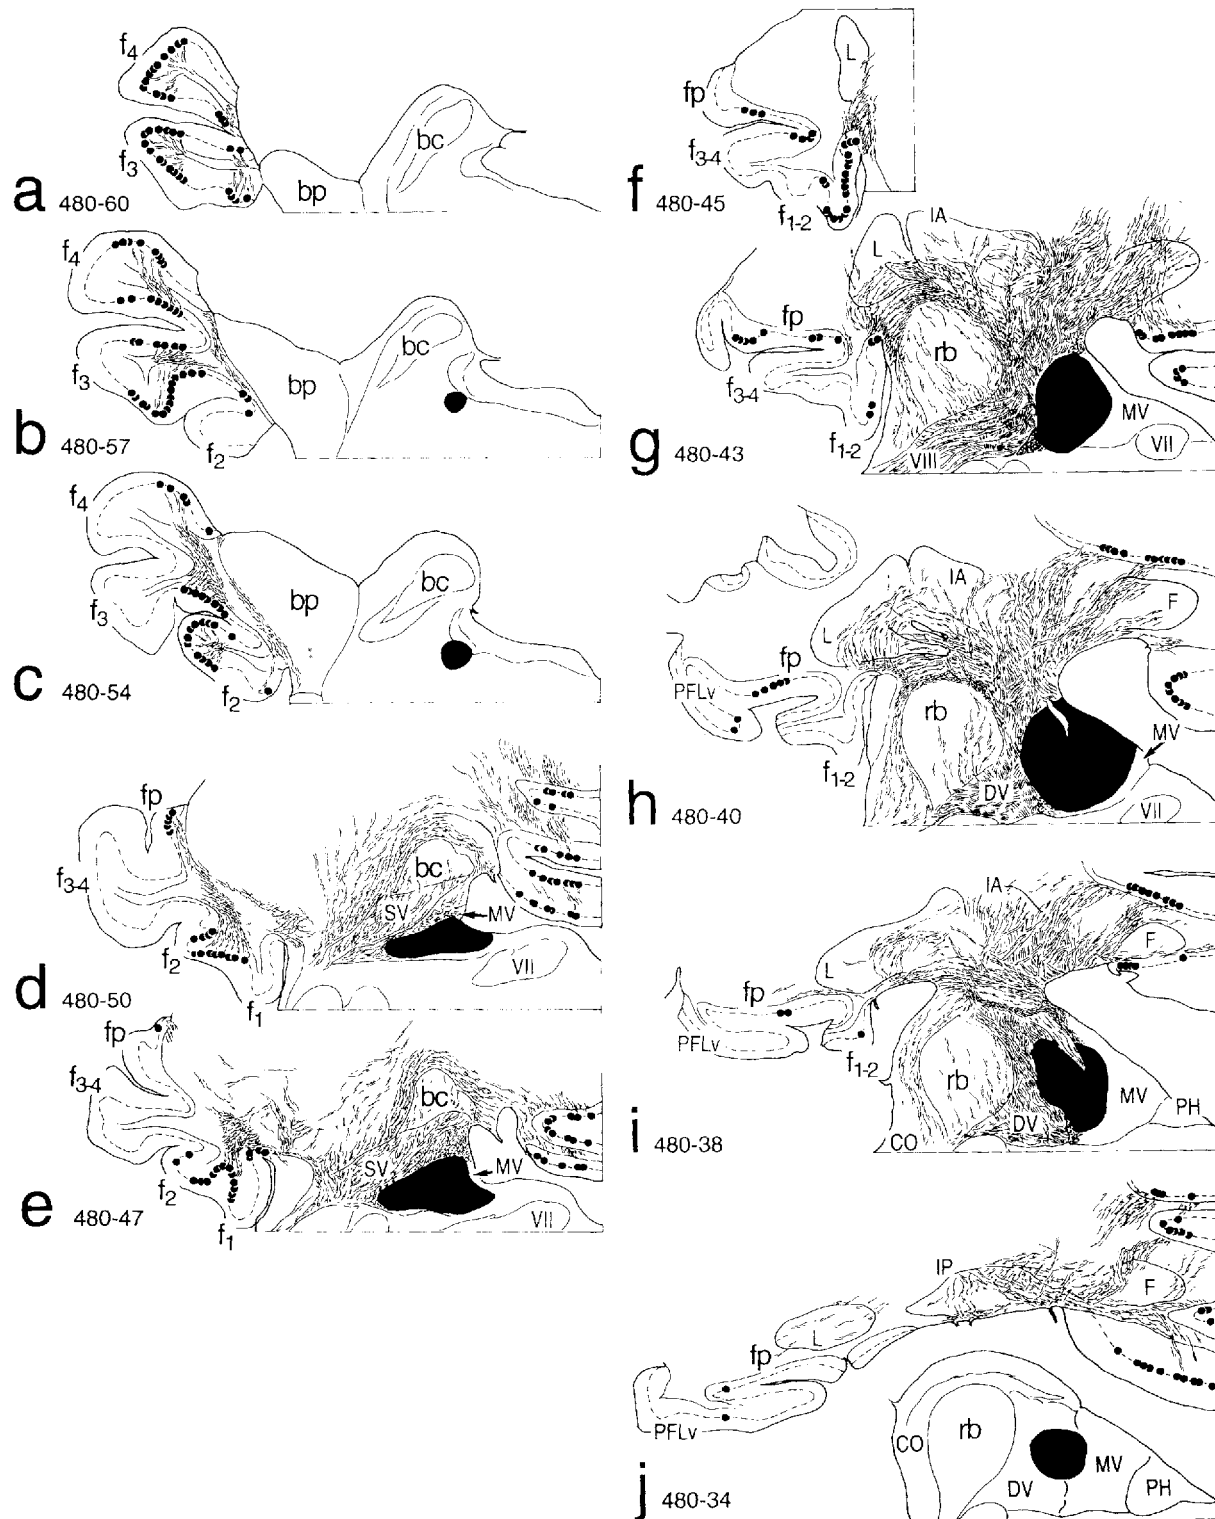 f4
f3
bp
bc
a 480-60
f4
f3
f2
bp
bc
b 480-57
f4
f3
f2
bp
bc
c 480-54
fp
f3-4
f2
f1
bc
SV
MV
VII
d 480-50
fp
f3-4
f2
f1
bc
SV
MV
VII
e 480-47
L
fp
f3-4
f1-2
f 480-45
IA
L
fp
rb
f3-4
f1-2
MV
VII
VIII
g 480-43
IA
L
F
fp
PFLv
rb
MV
f1-2
DV
VII
h 480-40
IA
F
L
fp
PFLv
f1-2
rb
MV
PH
DV
CO
i 480-38
IP
F
L
fp
PFLv
CO
rb
MV
DV
PH
j 480-34